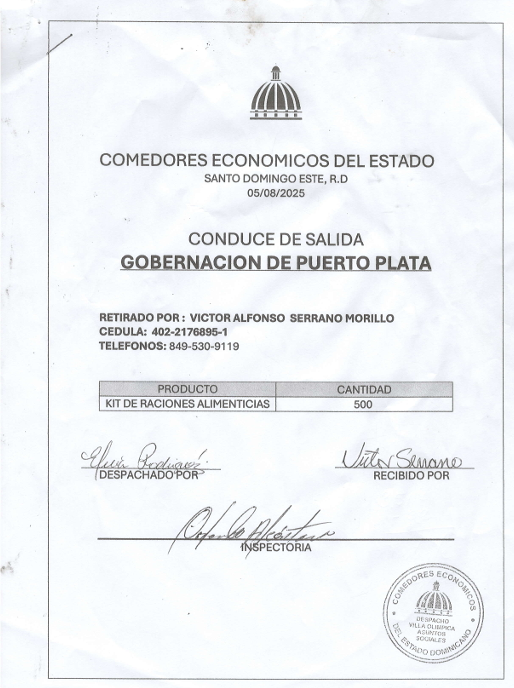 COMEDORES ECONOMICOS DEL ESTADO
SANTO DOMINGO ESTE, R.D
05/08/2025
CONDUCE DE SALIDA
GOBERNACION DE PUERTO PLATA
RETIRADO POR : VICTOR ALFONSO SERRANO MORILLO
CEDULA: 402-2176895-1
TELEFONOS: 849-530-9119
PRODUCTO CANTIDAD
KIT DE RACIONES ALIMENTICIAS 500
Rodriguez Victor Serrano
DESPACHADO POR RECIBIDO POR
Orlando
INSPECTORIA
COMEDORES ECONOMICOS
DESPACHO
VILLA OLIMPICA
ASUNTOS
SOCIALES
DEL ESTADO DOMINICANO